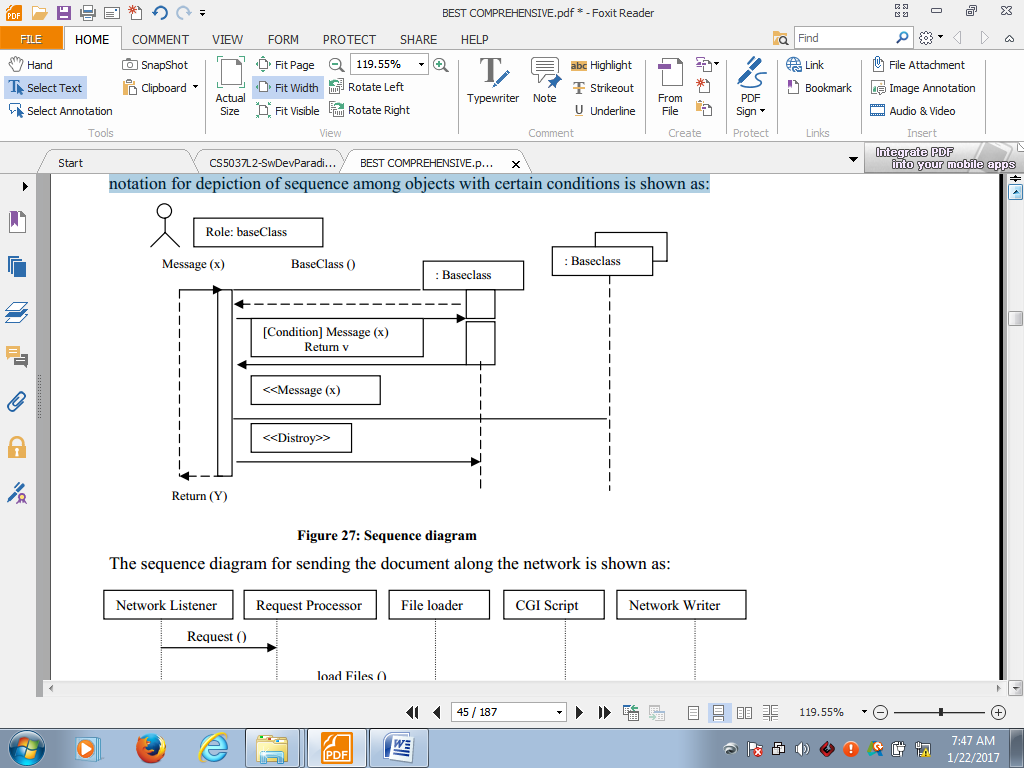 BEST COMPREHENSIVE.pdf * - Foxit Reader
FILE
HOME
COMMENT
VIEW
FORM
PROTECT
SHARE
HELP
Find
Hand
Select Text
Select Annotation
Tools
SnapShot
Clipboard
Actual
Size
Fit Page
Fit Width
Fit Visible
119.55%
Rotate Left
Rotate Right
View
Typewriter
Note
abc Highlight
T Strikeout
U Underline
Comment
From
File
Create
PDF
Sign
Protect
Link
Bookmark
Links
File Attachment
Image Annotation
Audio & Video
Insert
Start
CS5037L2-SwDevParadi...
BEST COMPREHENSIVE.p...
Integrate PDF
into your mobile apps
notation for depiction of sequence among objects with certain conditions is shown as:
Role: baseClass
Message (x)
BaseClass ()
: Baseclass
: Baseclass
[Condition] Message (x)
Return v
<<Message (x)
<<Distroy>>
Return (Y)
Figure 27: Sequence diagram
The sequence diagram for sending the document along the network is shown as:
Network Listener
Request Processor
File loader
CGI Script
Network Writer
Request ()
load Files ()
45 / 187
119.55%
PDF
7:47 AM
1/22/2017